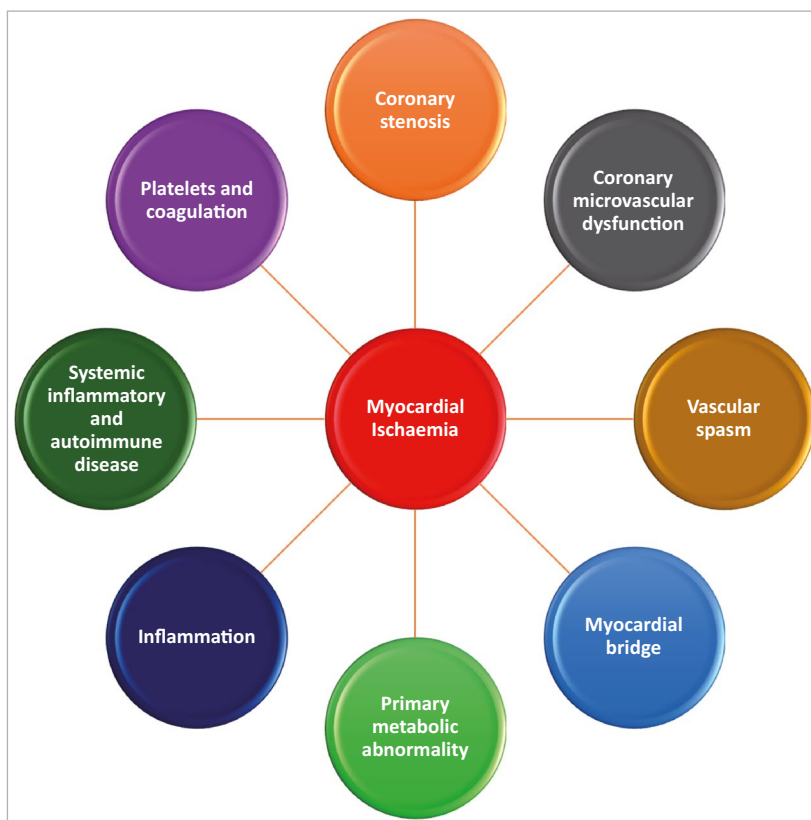 Coronary
stenosis
Coronary
microvascular
dysfunction
Vascular
spasm
Myocardial
bridge
Primary
metabolic
abnormality
Inflammation
Systemic
inflammatory
and
autoimmune
disease
Platelets and
coagulation
Myocardial
Ischaemia